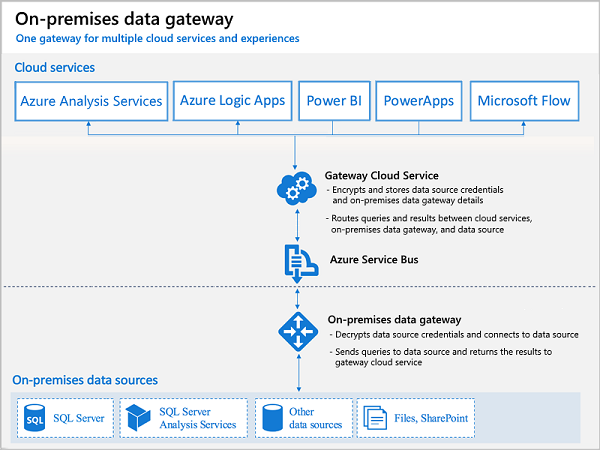 On-premises data gateway
One gateway for multiple cloud services and experiences
Cloud services
Azure Analysis Services
Azure Logic Apps
Power BI
PowerApps
Microsoft Flow
Gateway Cloud Service
- Encrypts and stores data source credentials
and on-premises data gateway details
- Routes queries and results between cloud services,
on-premises data gateway, and data source
Azure Service Bus
On-premises data gateway
- Decrypts data source credentials and connects to data source
- Sends queries to data source and returns the results to
gateway cloud service
On-premises data sources
SQL
SQL Server
SQL Server
Analysis Services
Other
data sources
Files, SharePoint